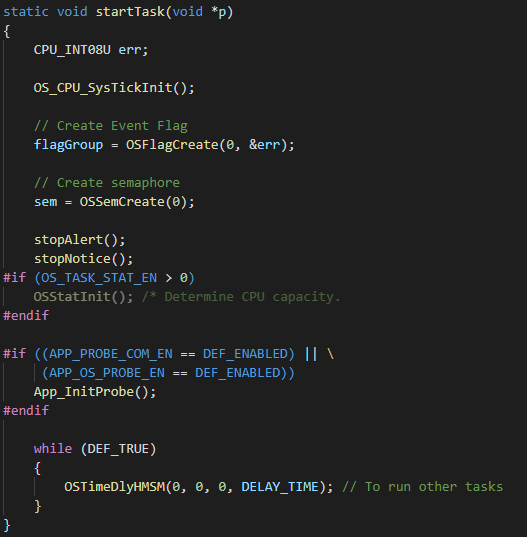 static void startTask(void *p)
{
    CPU_INT08U err;

    OS_CPU_SysTickInit();

    // Create Event Flag
    flagGroup = OSFlagCreate(0, &err);

    // Create semaphore
    sem = OSSemCreate(0);

    stopAlert();
    stopNotice();
#if (OS_TASK_STAT_EN > 0)
    OSStatInit(); /* Determine CPU capacity.
#endif

#if ((APP_PROBE_COM_EN == DEF_ENABLED) || \
     (APP_OS_PROBE_EN == DEF_ENABLED))
    App_InitProbe();
#endif

    while (DEF_TRUE)
    {
        OSTimeDlyHMSM(0, 0, 0, DELAY_TIME); // To run other tasks
    }
}